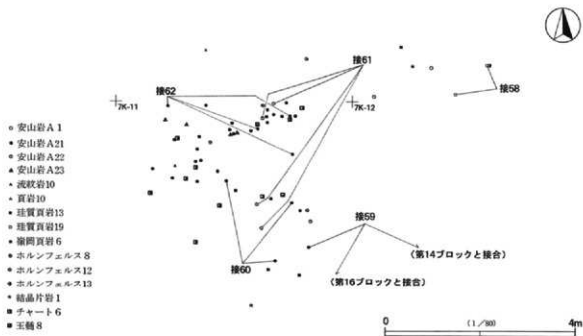 接61
接62
接58
7K-11
7K-12
安山岩A1
安山岩A21
安山岩A22
安山岩A23
流紋岩10
頁岩10
珪質頁岩13
珪質頁岩19
嶺岡頁岩6
ホルンフェルス8
ホルンフェルス12
ホルンフェルス13
結晶片岩1
チャート6
玉髄8
接59
(第14ブロックと接合)
接60
(第16ブロックと接合)
0 (1/80) 4m